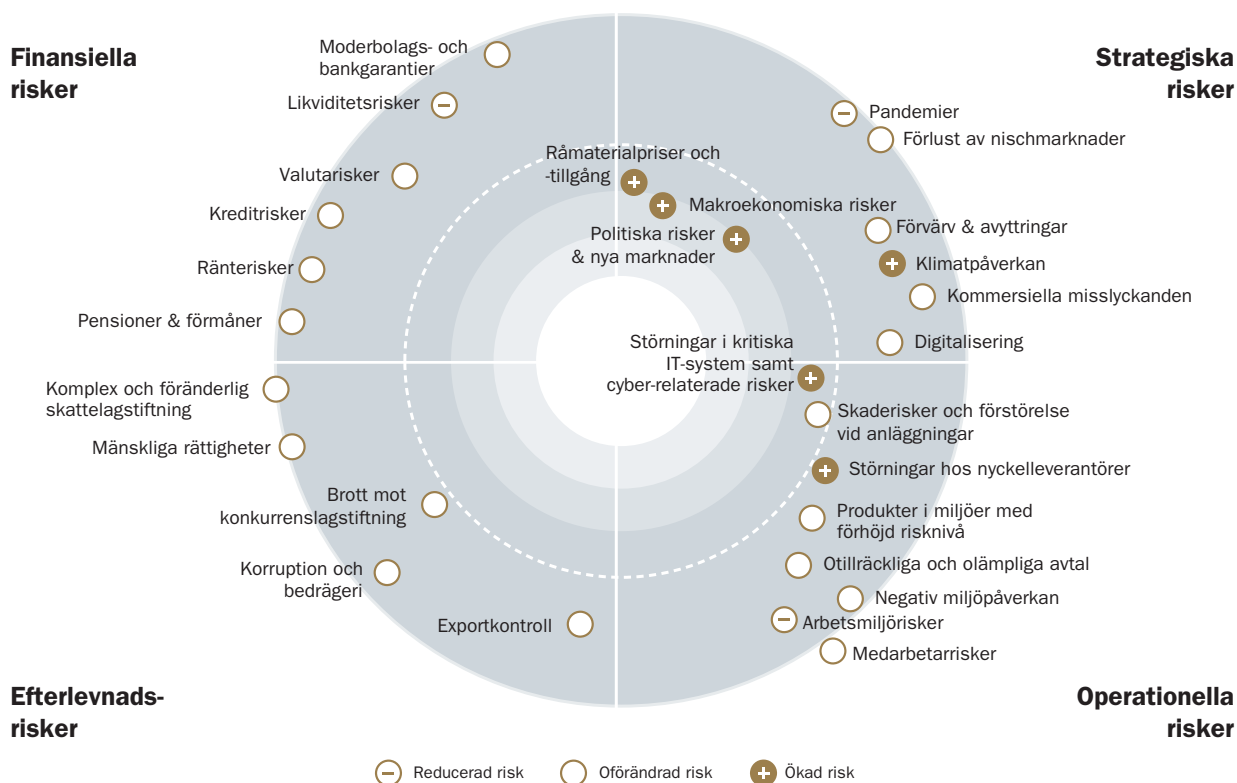 Finansiella
risker
Moderbolags- och
bankgarantier
Likviditetsrisker
Valutarisker
Kreditrisker
Ränterisker
Pensioner & förmåner
Strategiska
risker
Pandemier
Förlust av nischmarknader
Råmaterialpriser och
-tillgång
Makroekonomiska risker
Politiska risker
& nya marknader
Förvärv & avyttringar
Klimatpåverkan
Kommersiella misslyckanden
Digitalisering
Komplex och föränderlig
skattelagstiftning
Mänskliga rättigheter
Brott mot
konkurrenslagstiftning
Korruption och
bedrägeri
Exportkontroll
Efterlevnads-
risker
Störningar i kritiska
IT-system samt
cyber-relaterade risker
Skaderisker och förstörelse
vid anläggningar
Störningar hos nyckelleverantörer
Produkter i miljöer med
förhöjd risknivå
Otillräckliga och olämpliga avtal
Negativ miljöpåverkan
Arbetsmiljörisker
Medarbetarrisker
Operationella
risker
Reducerad risk
Oförändrad risk
Ökad risk